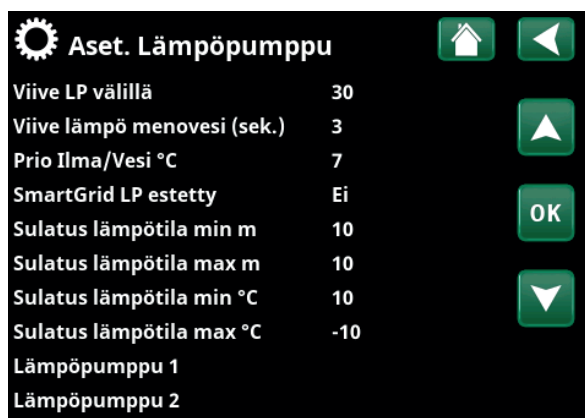 Aset. Lämpöpumppu
Viive LP välillä 30
Viive lämpö menovesi (sek.) 3
Prio Ilma/Vesi °C 7
SmartGrid LP estetty Ei
Sulatus lämpötila min m 10
Sulatus lämpötila max m 10
Sulatus lämpötila min °C 10
Sulatus lämpötila max °C -10
Lämpöpumppu 1
Lämpöpumppu 2
OK